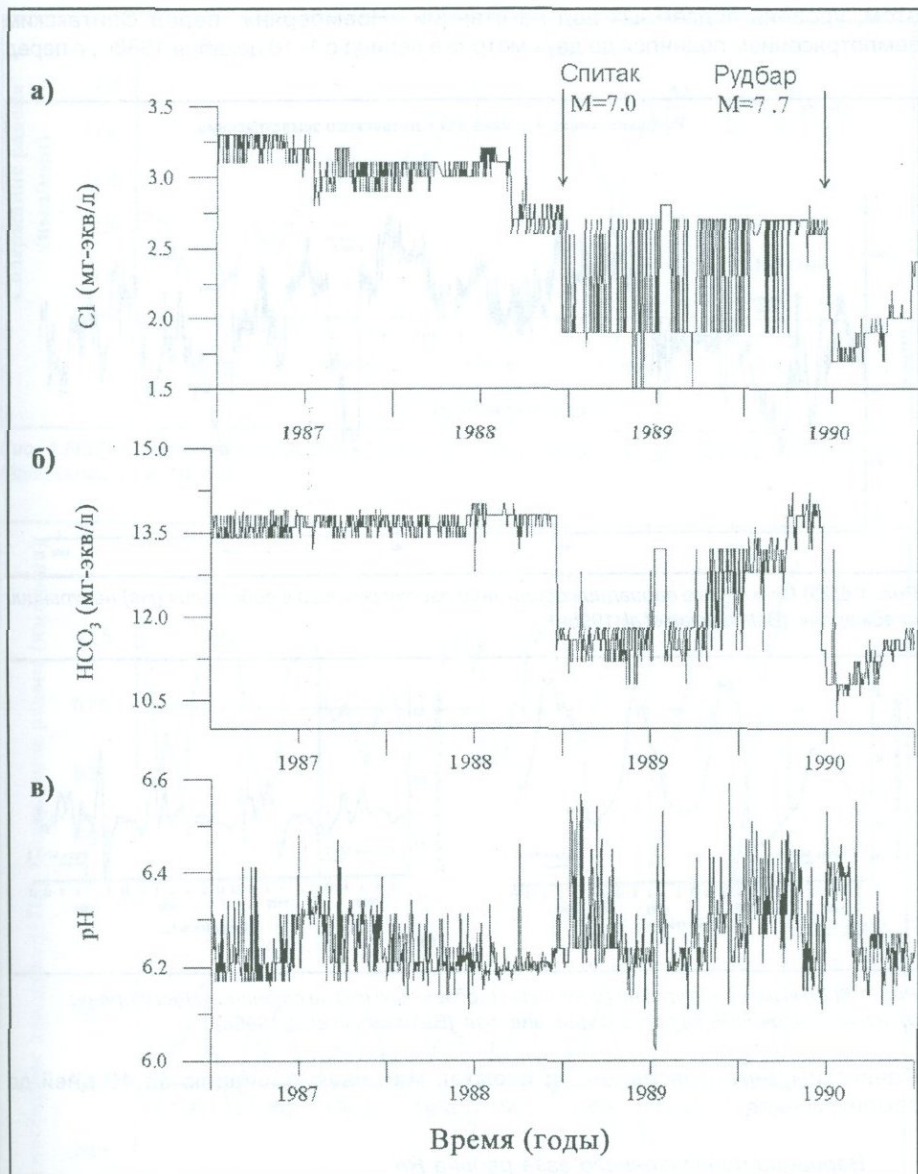 Спитак Рудбар
а) M=7.0 M=7.7
3.5
3.0
2.5
2.0
1.5
Cl (мг-экв/л)
1987 1988 1989 1990
б)
15.0
13.5
12.0
10.5
HCO₃ (мг-экв/л)
1987 1988 1989 1990
в)
6.6
6.4
6.2
6.0
pH
1987 1988 1989 1990
Время (годы)